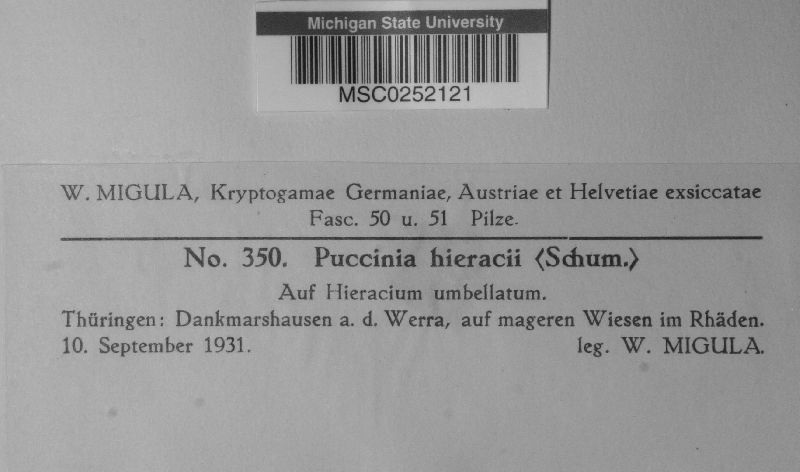 Michigan State University
MSC0252121
W. MIGULA, Kryptogamae Germaniae, Austriae et Helvetiae exsiccatae
Fasc. 50 u. 51 Pilze.
No. 350. Puccinia hieracii (Schum.)
Auf Hieracium umbellatum.
Thüringen: Dankmarshausen a. d. Werra, auf mageren Wiesen im Rhäden.
10. September 1931. leg. W. MIGULA.